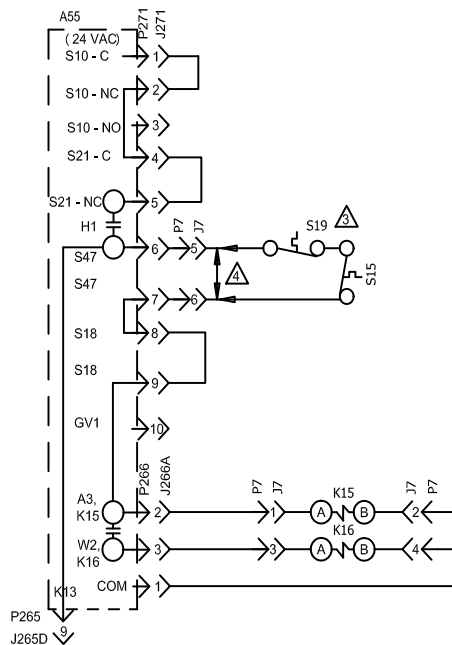 A55
P271
J271
(24 VAC)
S10 - C
1
S10 - NC
2
S10 - NO
3
S21 - C
4
S21 - NC
5
H1
P7
J7
S19
3
6
5
S47
4
S15
S47
7
6
S18
8
S18
9
GV1
10
P266
J266A
P7
J7
K15
J7
P7
A3,
K15
2
1
A
B
2
K16
W2,
K16
3
3
A
B
4
COM
1
K13
P265
J265D
9